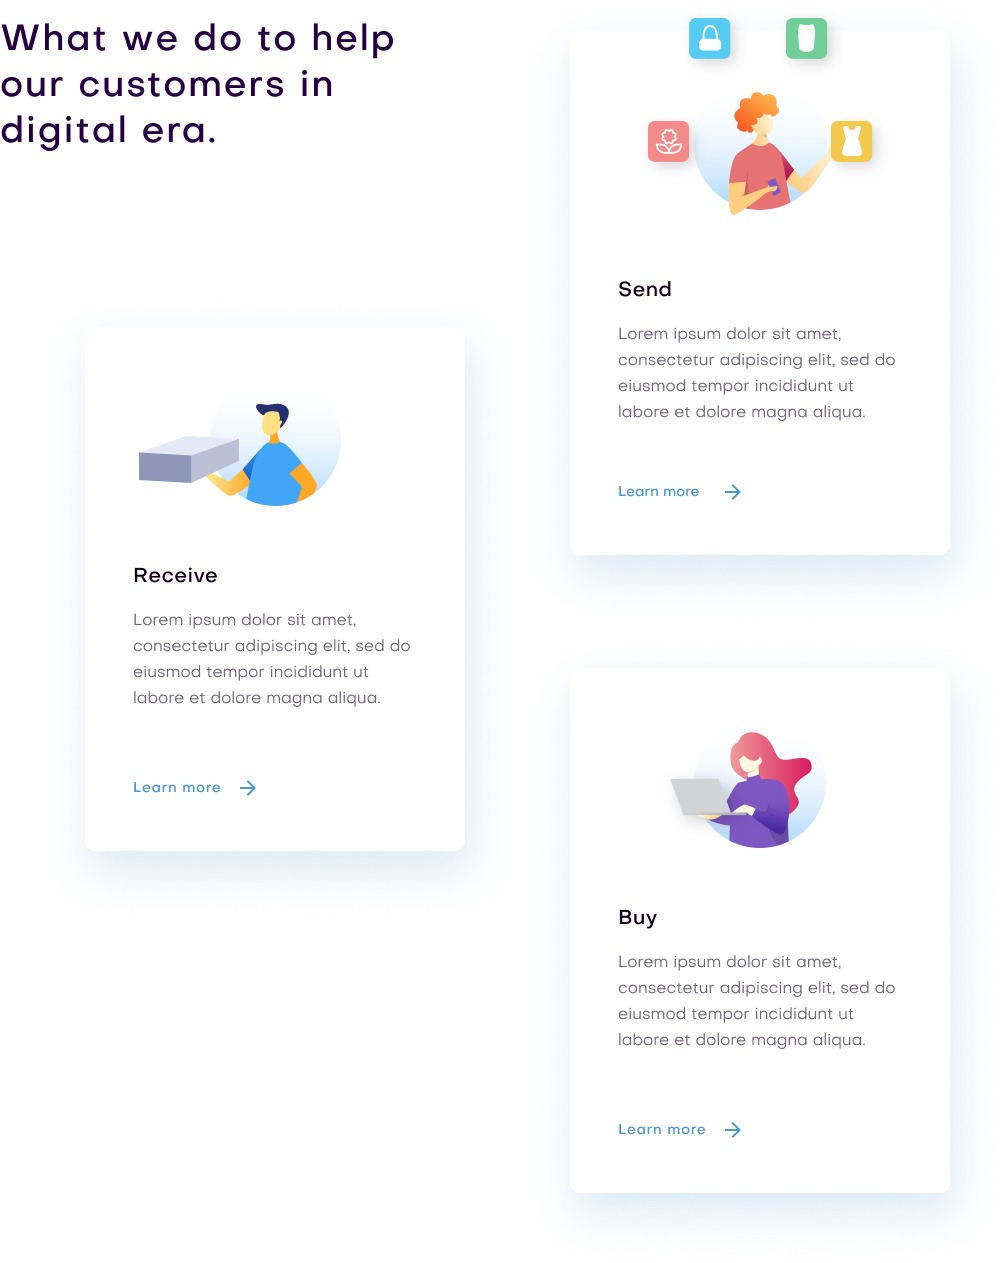 What we do to help
our customers in
digital era.
Send
Lorem ipsum dolor sit amet,
consectetur adipiscing elit, sed do
eiusmod tempor incididunt ut
labore et dolore magna aliqua.
Learn more
Receive
Lorem ipsum dolor sit amet,
consectetur adipiscing elit, sed do
eiusmod tempor incididunt ut
labore et dolore magna aliqua.
Learn more
Buy
Lorem ipsum dolor sit amet,
consectetur adipiscing elit, sed do
eiusmod tempor incididunt ut
labore et dolore magna aliqua.
Learn more